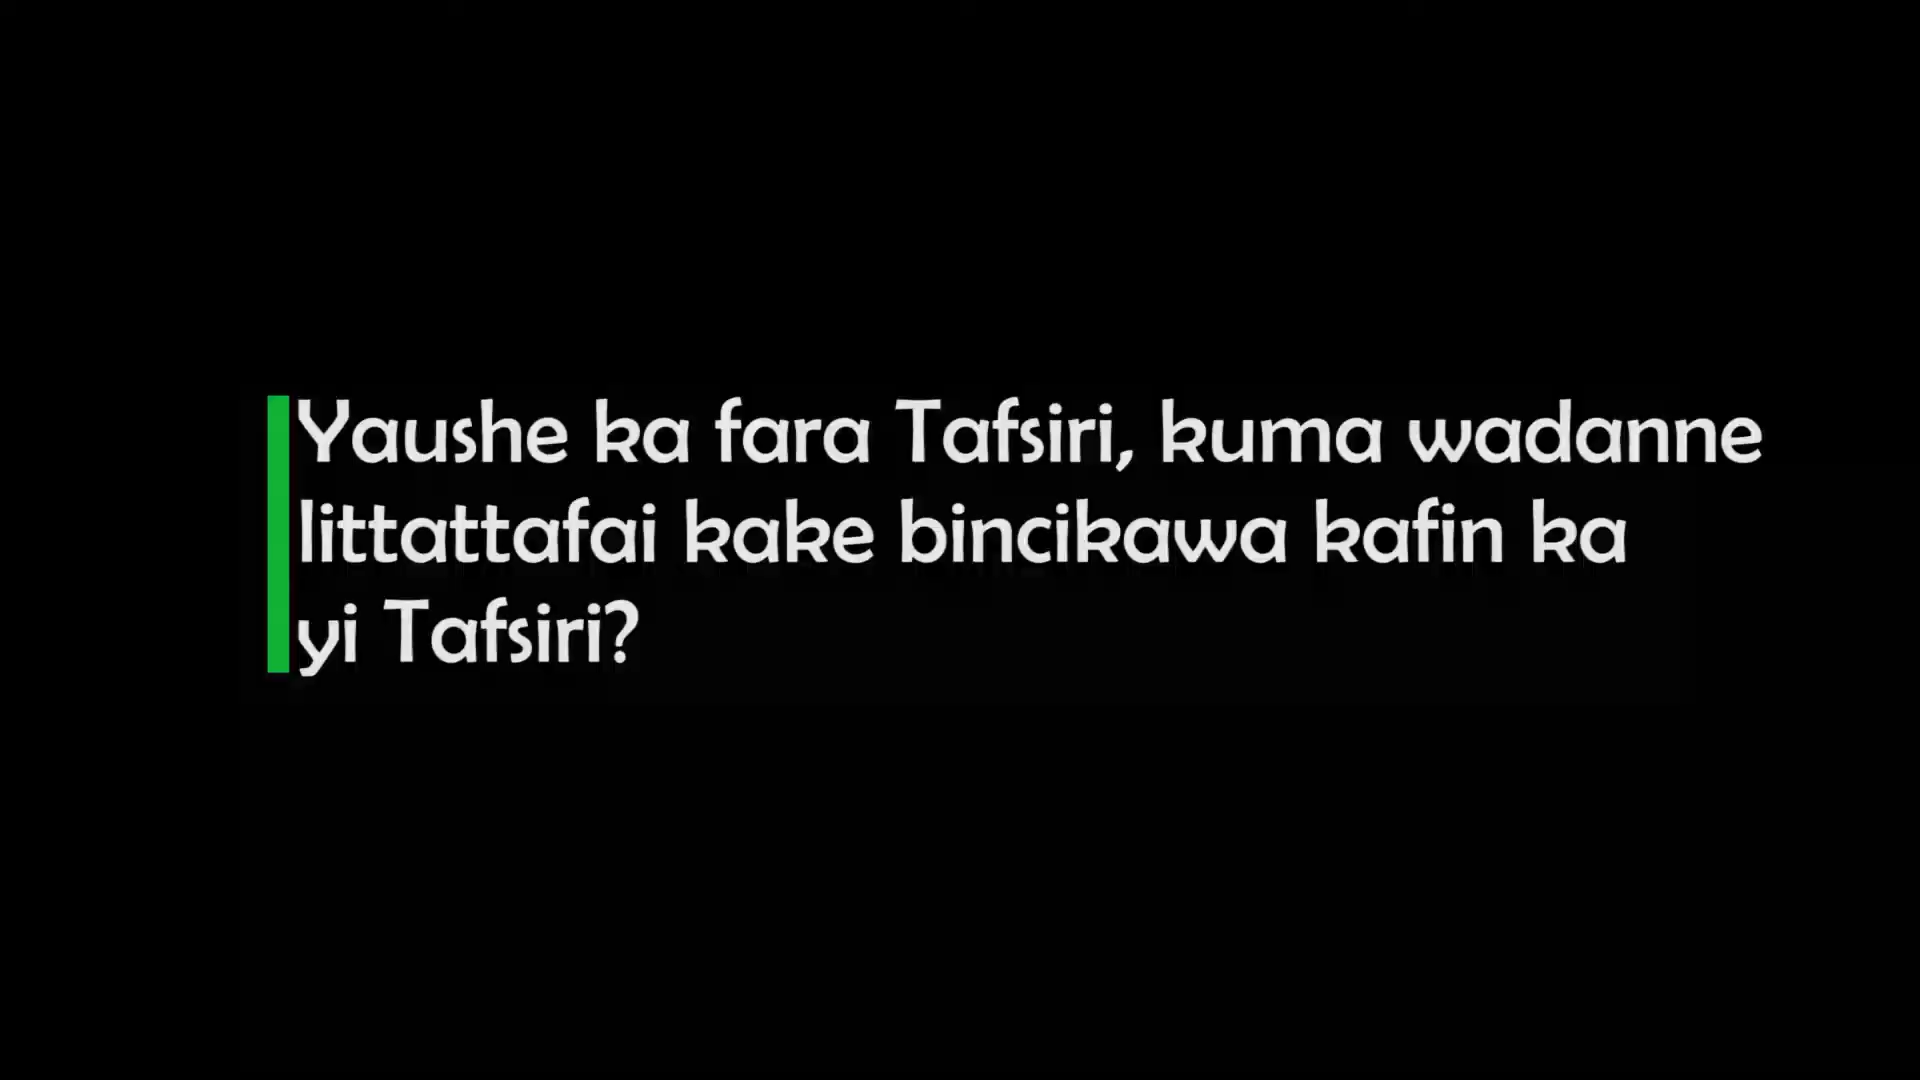 Yaushe ka fara Tafsiri, kuma wadanne
littattafai kake bincikawa kafin ka
yi Tafsiri?